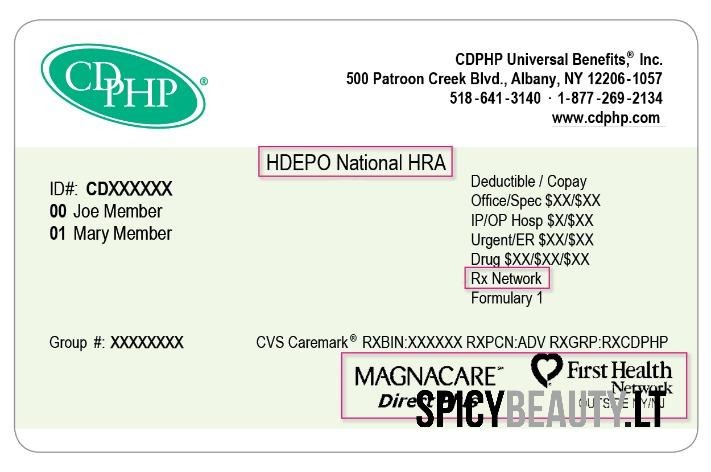 CDPHP®
CDPHP Universal Benefits,® Inc.
500 Patroon Creek Blvd., Albany, NY 12206-1057
518-641-3140 · 1-877-269-2134
www.cdphp.com
HDEPO National HRA
ID#: CDXXXXXX
00 Joe Member
01 Mary Member
Deductible / Copay
Office/Spec $XX/$XX
IP/OP Hosp $X/$XX
Urgent/ER $XX/$XX
Drug $XX/$XX/$XX
Rx Network
Formulary 1
Group #: XXXXXXXX
CVS Caremark® RXBIN:XXXXXX RXPCN:ADV RXGRP:RXCDPHP
MAGNACARE℠
Direct Plus
First Health
Network
OUTSIDE NY/NJ
SPICYBEAUTY.LT